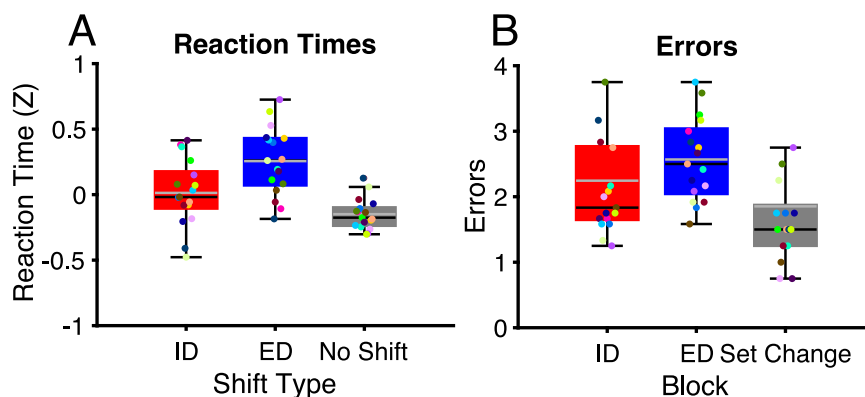 A
Reaction Times
Reaction Time (Z)
1
0.5
0
-0.5
-1
ID ED No Shift
Shift Type
B
Errors
Errors
4
3
2
1
0
ID ED Set Change
Block